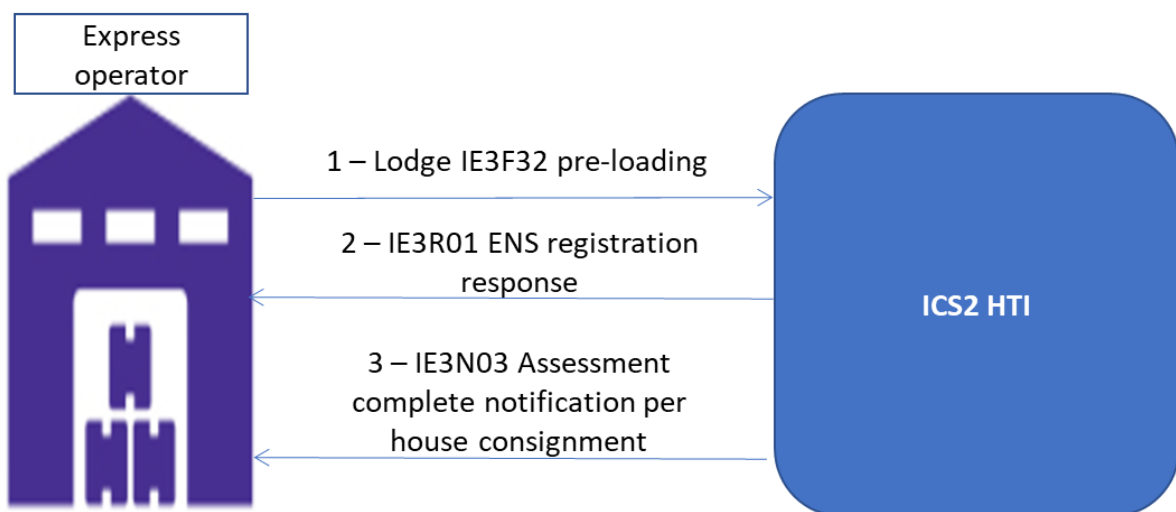 Express
operator
1 – Lodge IE3F32 pre-loading
2 – IE3R01 ENS registration
response
ICS2 HTI
3 – IE3N03 Assessment
complete notification per
house consignment